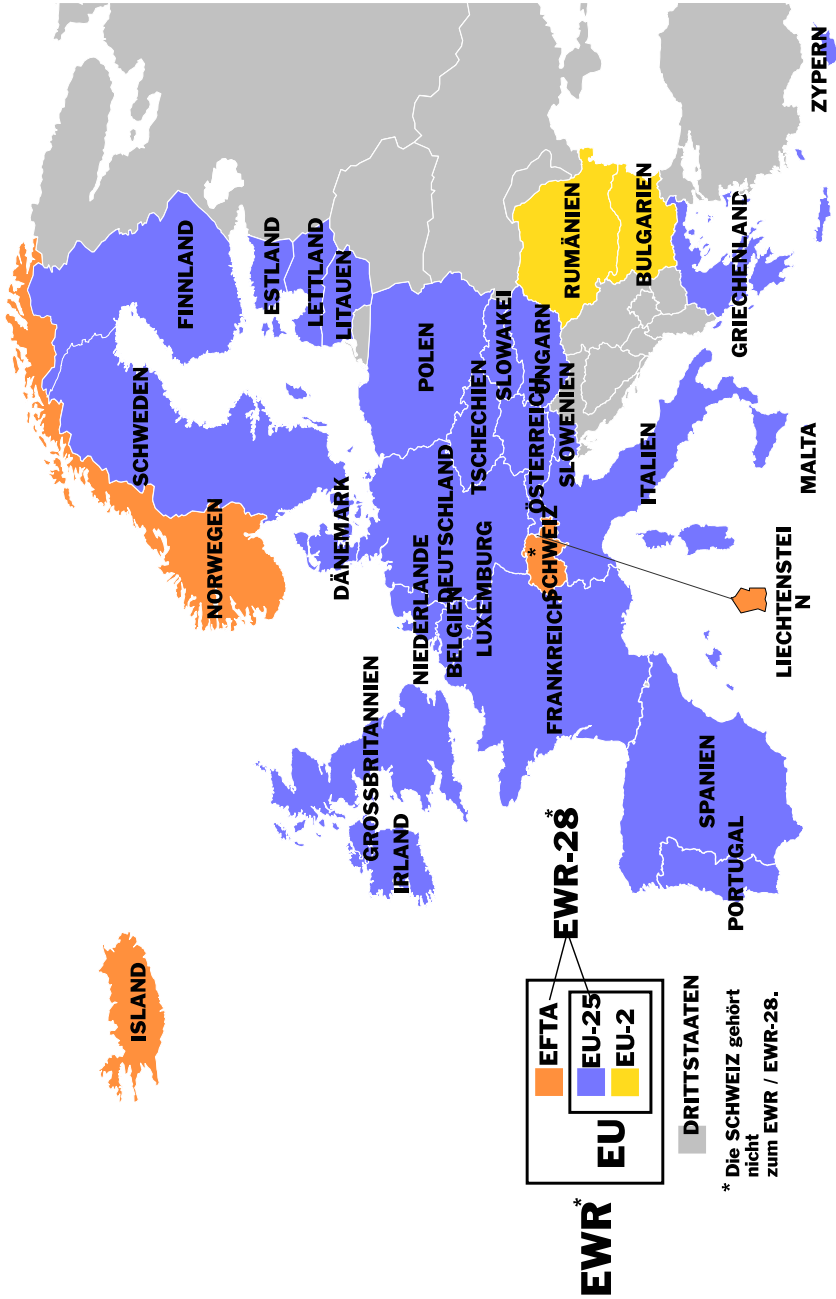 ISLAND
NORWEGEN
SCHWEDEN
FINNLAND
ESTLAND
LETTLAND
LITAUEN
DÄNEMARK
IRLAND
GROSSBRITANNIEN
NIEDERLANDE
BELGIEN
LUXEMBURG
DEUTSCHLAND
POLEN
TSCHECHIEN
SLOWAKEI
UNGARN
ÖSTERREICH
SLOWENIEN
*
SCHWEIZ
FRANKREICH
RUMÄNIEN
BULGARIEN
ITALIEN
GRIECHENLAND
SPANIEN
PORTUGAL
LIECHTENSTEI
N
MALTA
ZYPERN
EWR-28*
EWR*
EFTA
EU
EU-25
EU-2
DRITTSTAATEN
* Die SCHWEIZ gehört
nicht
zum EWR / EWR-28.